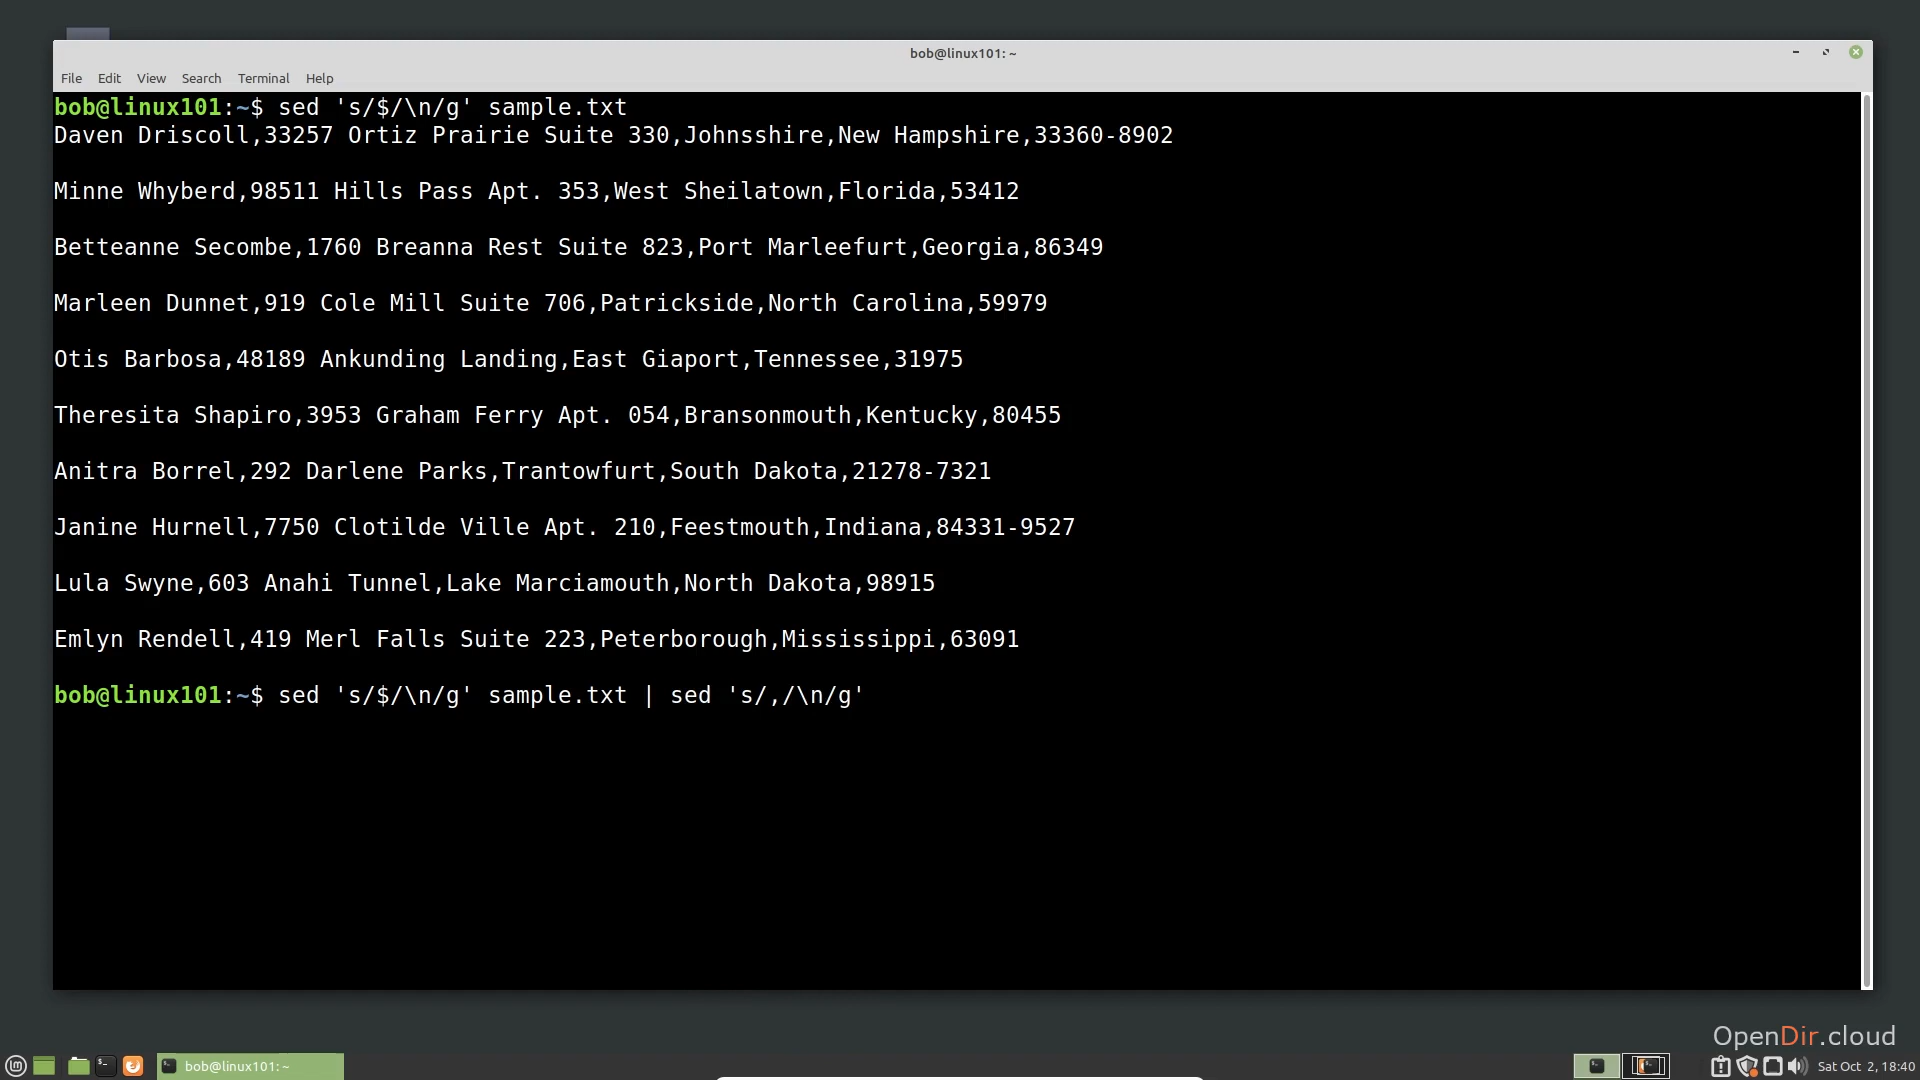 bob@linux101: ~
File Edit View Search Terminal Help
bob@linux101:~$ sed 's/$/\n/g' sample.txt
Daven Driscoll,33257 Ortiz Prairie Suite 330,Johnsshire,New Hampshire,33360-8902
Minne Whyberd,98511 Hills Pass Apt. 353,West Sheilatown,Florida,53412
Betteanne Secombe,1760 Breanna Rest Suite 823,Port Marleefurt,Georgia,86349
Marleen Dunnet,919 Cole Mill Suite 706,Patrickside,North Carolina,59979
Otis Barbosa,48189 Ankunding Landing,East Giaport,Tennessee,31975
Theresita Shapiro,3953 Graham Ferry Apt. 054,Bransonmouth,Kentucky,80455
Anitra Borrel,292 Darlene Parks,Trantowfurt,South Dakota,21278-7321
Janine Hurnell,7750 Clotilde Ville Apt. 210,Feestmouth,Indiana,84331-9527
Lula Swyne,603 Anahi Tunnel,Lake Marciamouth,North Dakota,98915
Emlyn Rendell,419 Merl Falls Suite 223,Peterborough,Mississippi,63091
bob@linux101:~$ sed 's/$/\n/g' sample.txt | sed 's/,/\n/g'
OpenDir.cloud
bob@linux101: ~
Sat Oct 2, 18:40